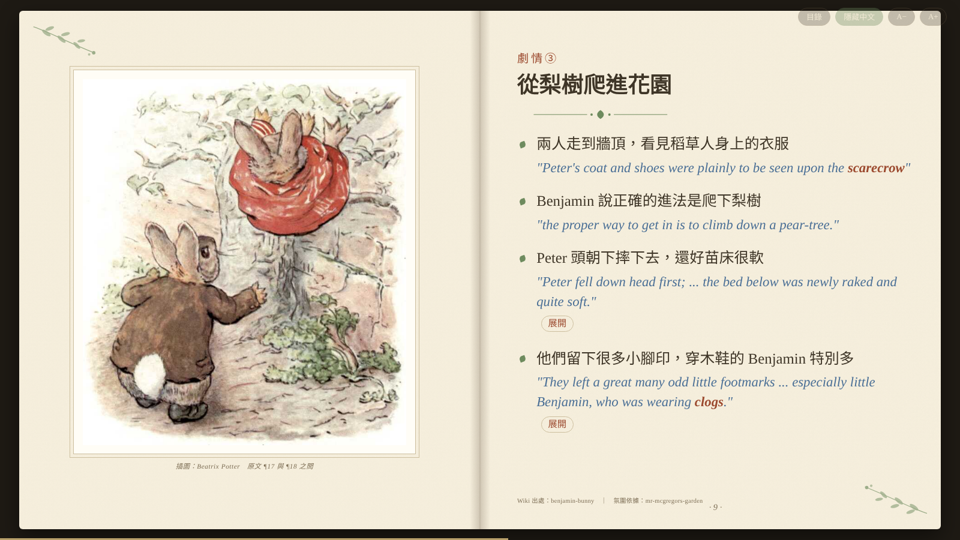 目錄 隱藏中文 A− A+
劇情③
從梨樹爬進花園
兩人走到牆頂，看見稻草人身上的衣服
"Peter's coat and shoes were plainly to be seen upon the scarecrow"
Benjamin 說正確的進法是爬下梨樹
"the proper way to get in is to climb down a pear-tree."
Peter 頭朝下摔下去，還好苗床很軟
"Peter fell down head first; ... the bed below was newly raked and
quite soft."
展開
他們留下很多小腳印，穿木鞋的 Benjamin 特別多
"They left a great many odd little footmarks ... especially little
Benjamin, who was wearing clogs."
展開
插圖：Beatrix Potter 原文 ¶17 與 ¶18 之間
Wiki 出處：benjamin-bunny | 氛圍依據：mr-mcgregors-garden
· 9 ·